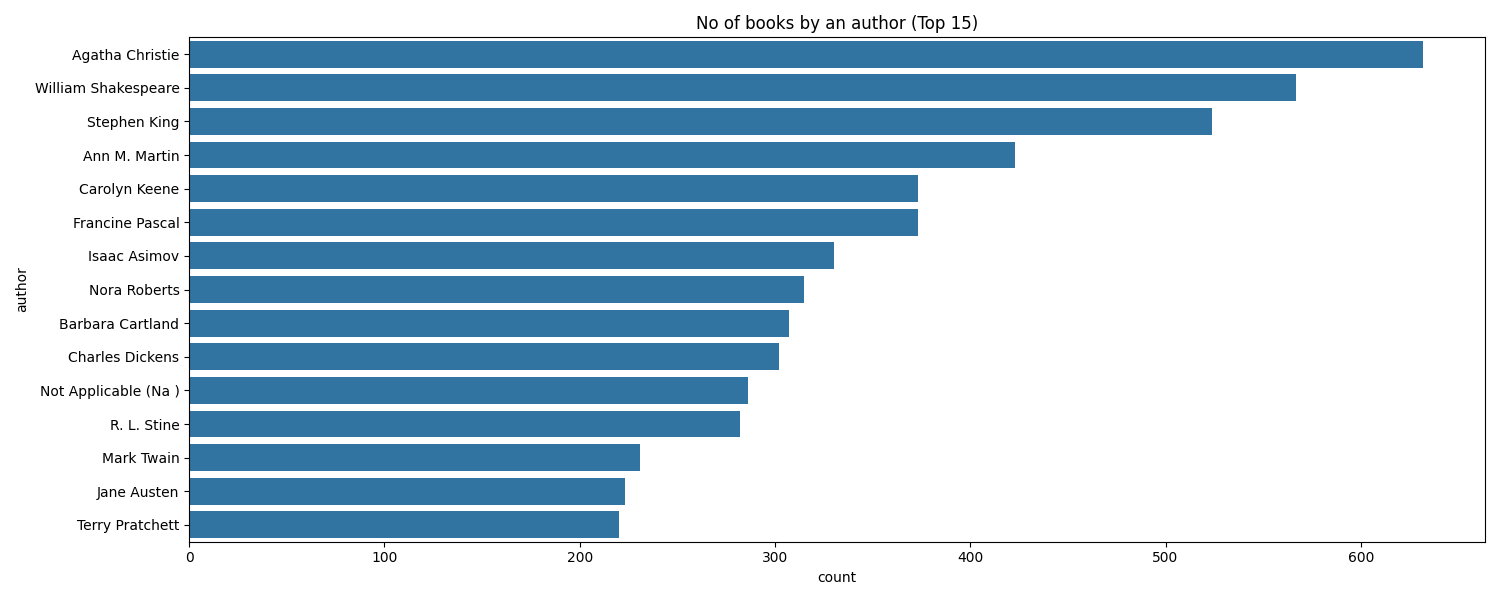 No of books by an author (Top 15)
author
Agatha Christie
William Shakespeare
Stephen King
Ann M. Martin
Carolyn Keene
Francine Pascal
Isaac Asimov
Nora Roberts
Barbara Cartland
Charles Dickens
Not Applicable (Na )
R. L. Stine
Mark Twain
Jane Austen
Terry Pratchett
0 100 200 300 400 500 600
count